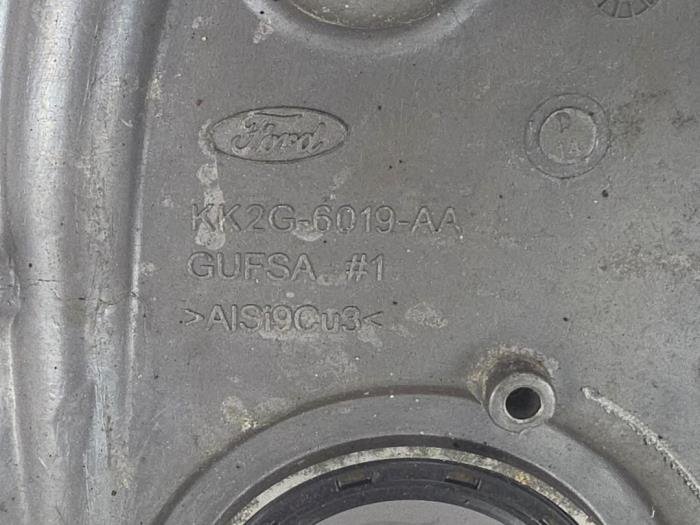 Ford
KK2G-6019-AA
GUFSA #1
>AlSi9Cu3<